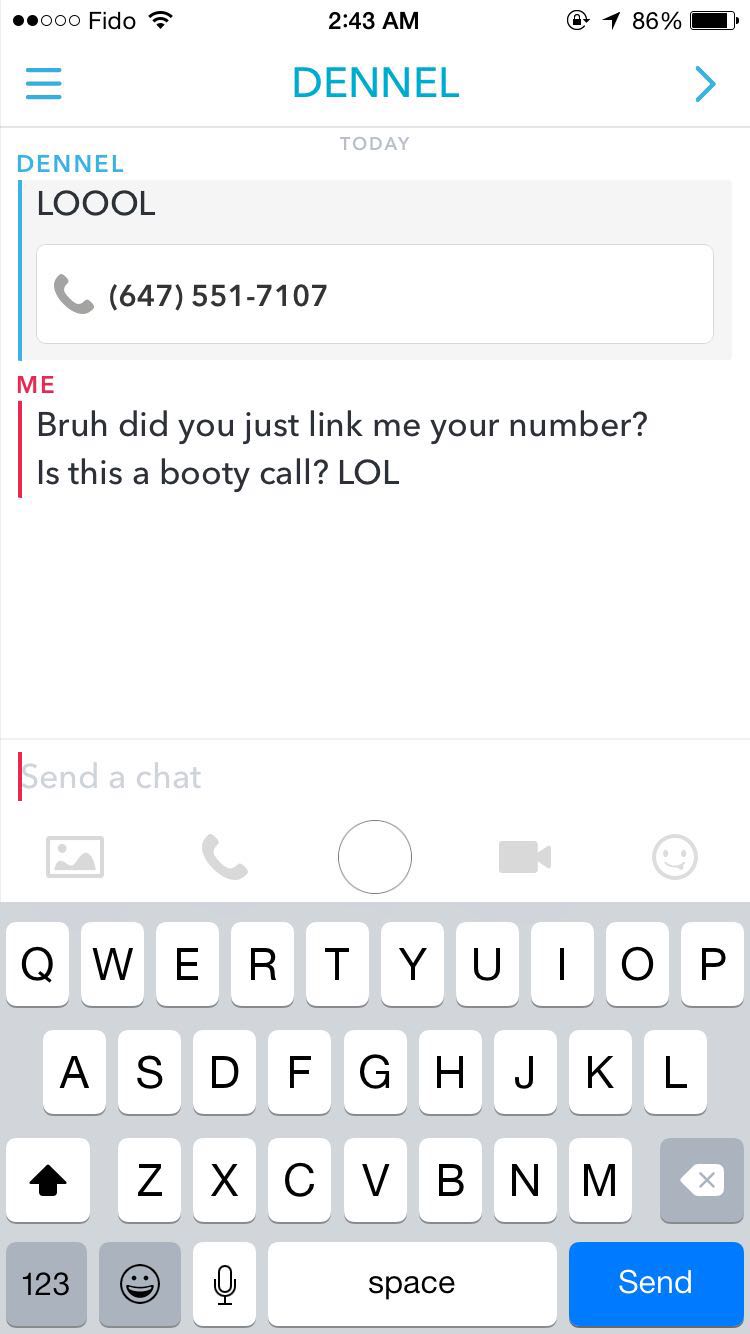 Fido 2:43 AM 86%
DENNEL
TODAY
DENNEL
LOOOL
(647) 551-7107
ME
Bruh did you just link me your number?
Is this a booty call? LOL
Send a chat
Q W E R T Y U I O P
A S D F G H J K L
Z X C V B N M
123 space Send